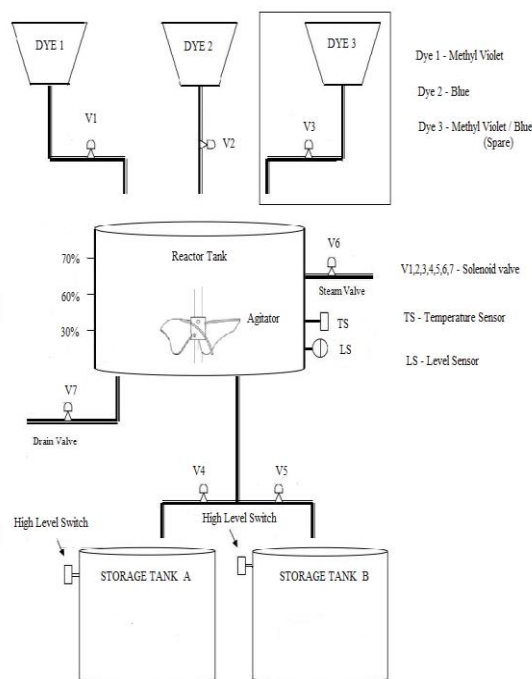 DYE 1
DYE 2
DYE 3
Dye 1 - Methyl Violet
Dye 2 - Blue
Dye 3 - Methyl Violet / Blue
(Spare)
V1
V2
V3
V6
70%
Reactor Tank
V1,2,3,4,5,6,7 - Solenoid valve
60%
Steam Valve
Agitator
TS
TS - Temperature Sensor
30%
LS
LS - Level Sensor
V7
Drain Valve
V4
V5
High Level Switch
High Level Switch
STORAGE TANK A
STORAGE TANK B